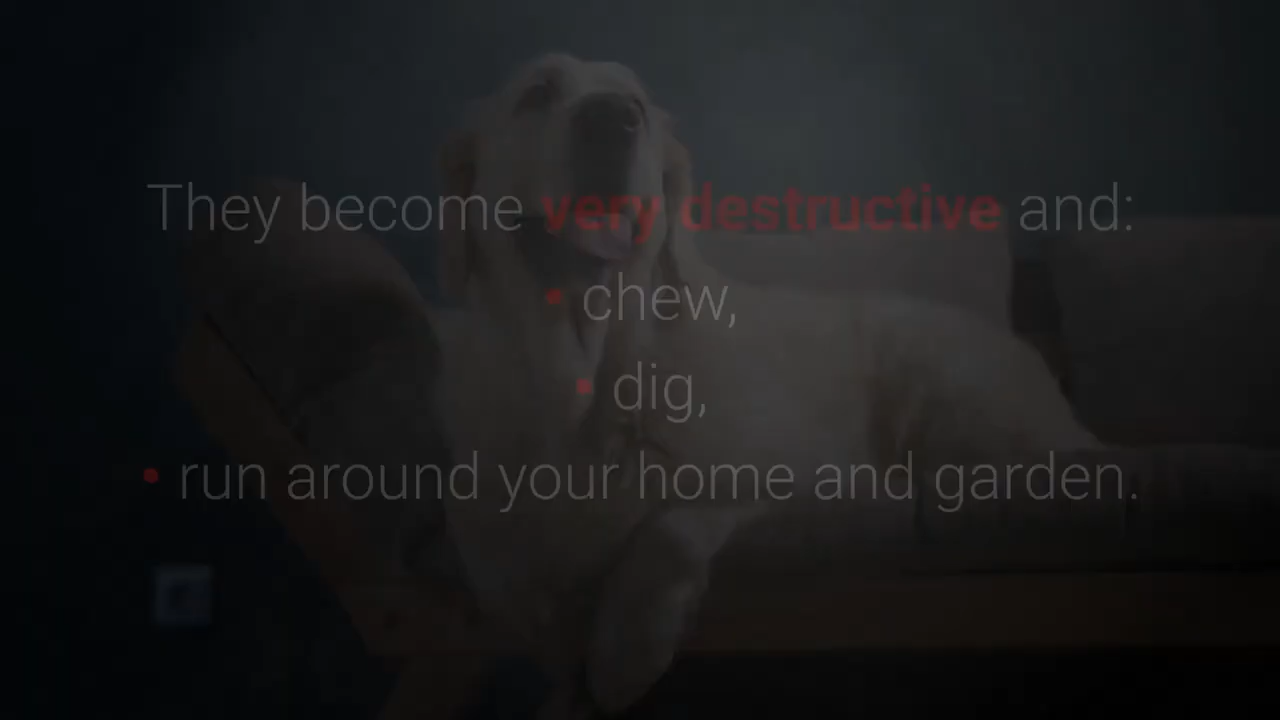 They become very destructive and:
• chew,
• dig,
• run around your home and garden.